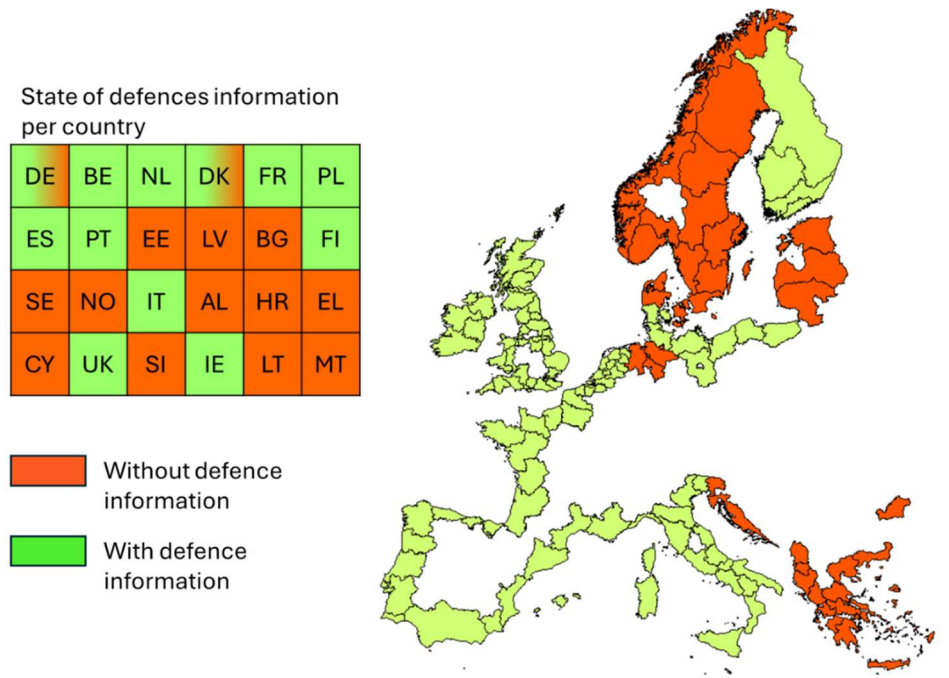 State of defences information
per country
DE BE NL DK FR PL
ES PT EE LV BG FI
SE NO IT AL HR EL
CY UK SI IE LT MT
Without defence
information
With defence
information